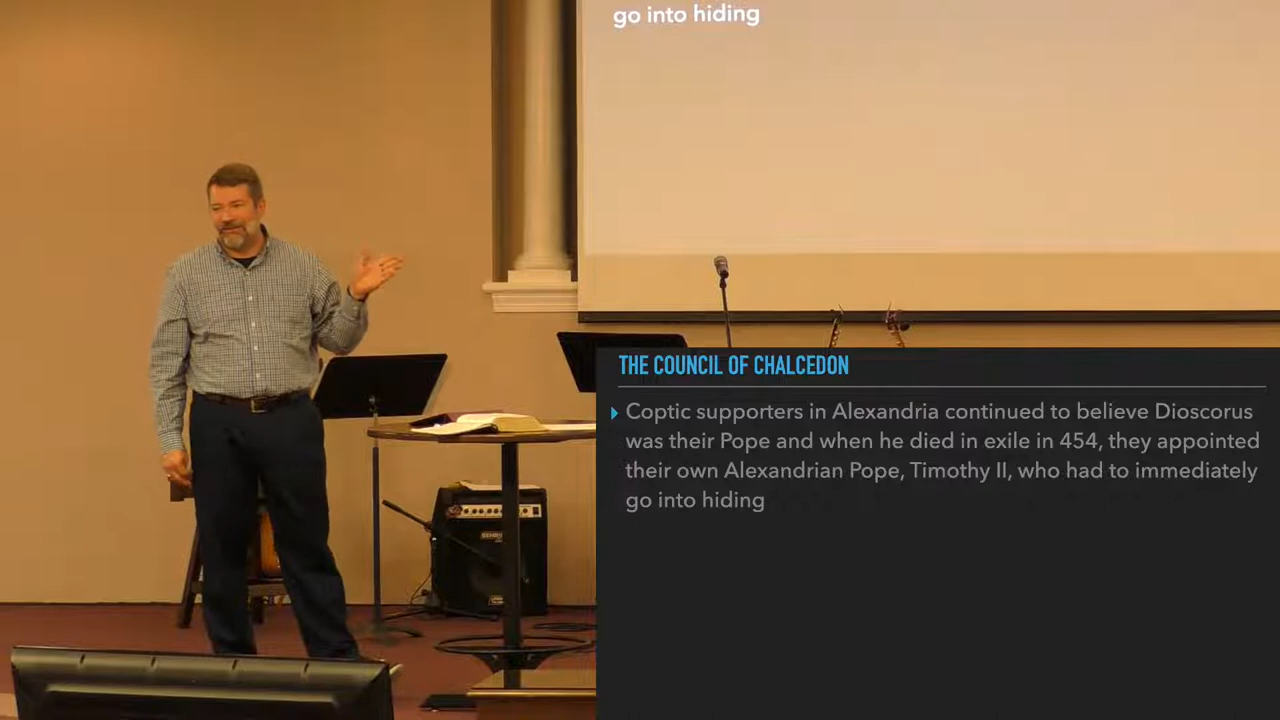 go into hiding
THE COUNCIL OF CHALCEDON
Coptic supporters in Alexandria continued to believe Dioscorus
was their Pope and when he died in exile in 454, they appointed
their own Alexandrian Pope, Timothy II, who had to immediately
go into hiding